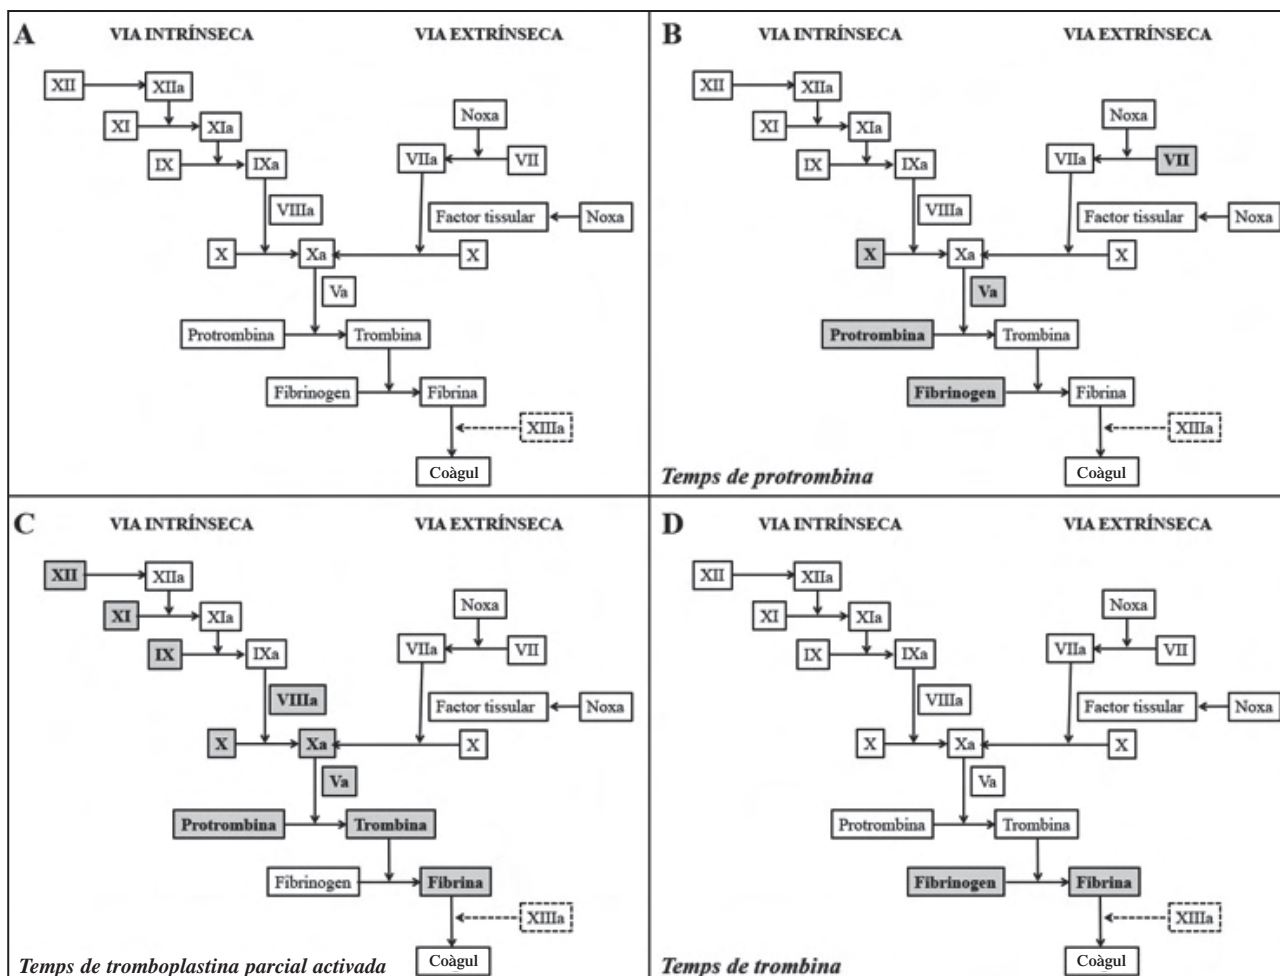 A VIA INTRÍNSECA VIA EXTRÍNSECA
XII XIIa
XI XIa Noxa
IX IXa VIIa VII
VIIIa Factor tissular Noxa
X Xa X
Va
Protrombina Trombina
Fibrinogen Fibrina
XIIIa
Coàgul
B VIA INTRÍNSECA VIA EXTRÍNSECA
XII XIIa
XI XIa Noxa
IX IXa VIIa VII
VIIIa Factor tissular Noxa
X Xa X
Va
Protrombina Trombina
Fibrinogen Fibrina
XIIIa
Temps de protrombina Coàgul
C VIA INTRÍNSECA VIA EXTRÍNSECA
XII XIIa
XI XIa Noxa
IX IXa VIIa VII
VIIIa Factor tissular Noxa
X Xa X
Va
Protrombina Trombina
Fibrinogen Fibrina
XIIIa
Temps de tromboplastina parcial activada Coàgul
D VIA INTRÍNSECA VIA EXTRÍNSECA
XII XIIa
XI XIa Noxa
IX IXa VIIa VII
VIIIa Factor tissular Noxa
X Xa X
Va
Protrombina Trombina
Fibrinogen Fibrina
XIIIa
Temps de trombina Coàgul